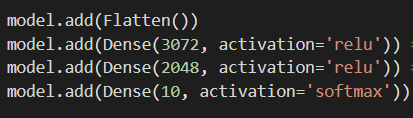 model.add(Flatten())
model.add(Dense(3072, activation='relu')) =
model.add(Dense(2048, activation='relu')) =
model.add(Dense(10, activation='softmax'))